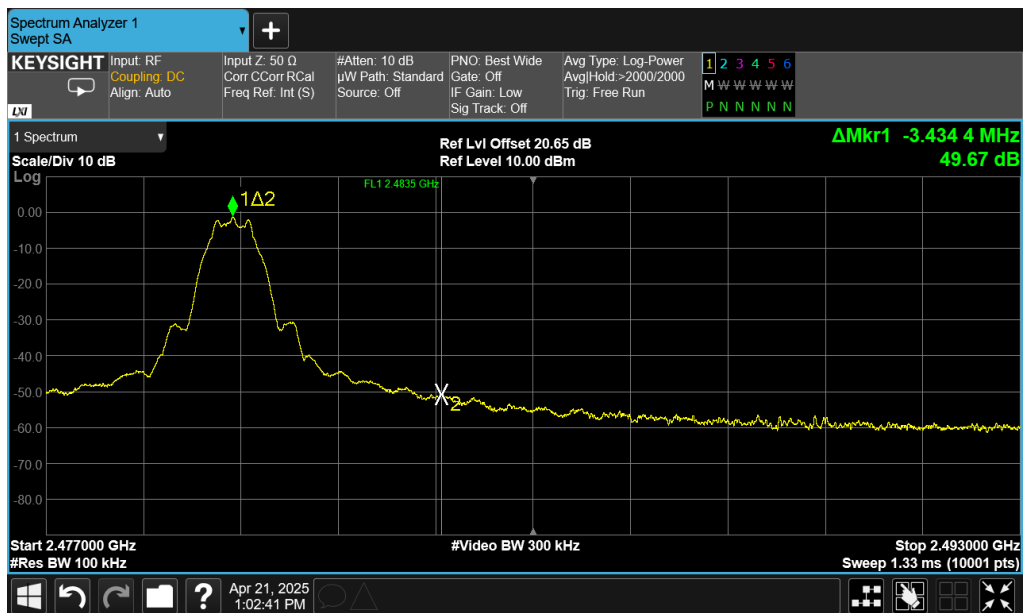 Spectrum Analyzer 1
Swept SA
+
KEYSIGHT
LXI
Input: RF
Coupling: DC
Align: Auto
Input Z: 50 Ω
Corr CCorr RCal
Freq Ref: Int (S)
#Atten: 10 dB
µW Path: Standard
Source: Off
PNO: Best Wide
Gate: Off
IF Gain: Low
Sig Track: Off
Avg Type: Log-Power
Avg|Hold:>2000/2000
Trig: Free Run
1 2 3 4 5 6
M W W W W W
P N N N N N
1 Spectrum
Scale/Div 10 dB
Log
Ref Lvl Offset 20.65 dB
Ref Level 10.00 dBm
ΔMkr1 -3.434 4 MHz
49.67 dB
FL1 2.4835 GHz
1Δ2
0.00
-10.0
-20.0
-30.0
-40.0
-50.0
2
-60.0
-70.0
-80.0
Start 2.477000 GHz
#Res BW 100 kHz
#Video BW 300 kHz
Stop 2.493000 GHz
Sweep 1.33 ms (10001 pts)
?
Apr 21, 2025
1:02:41 PM